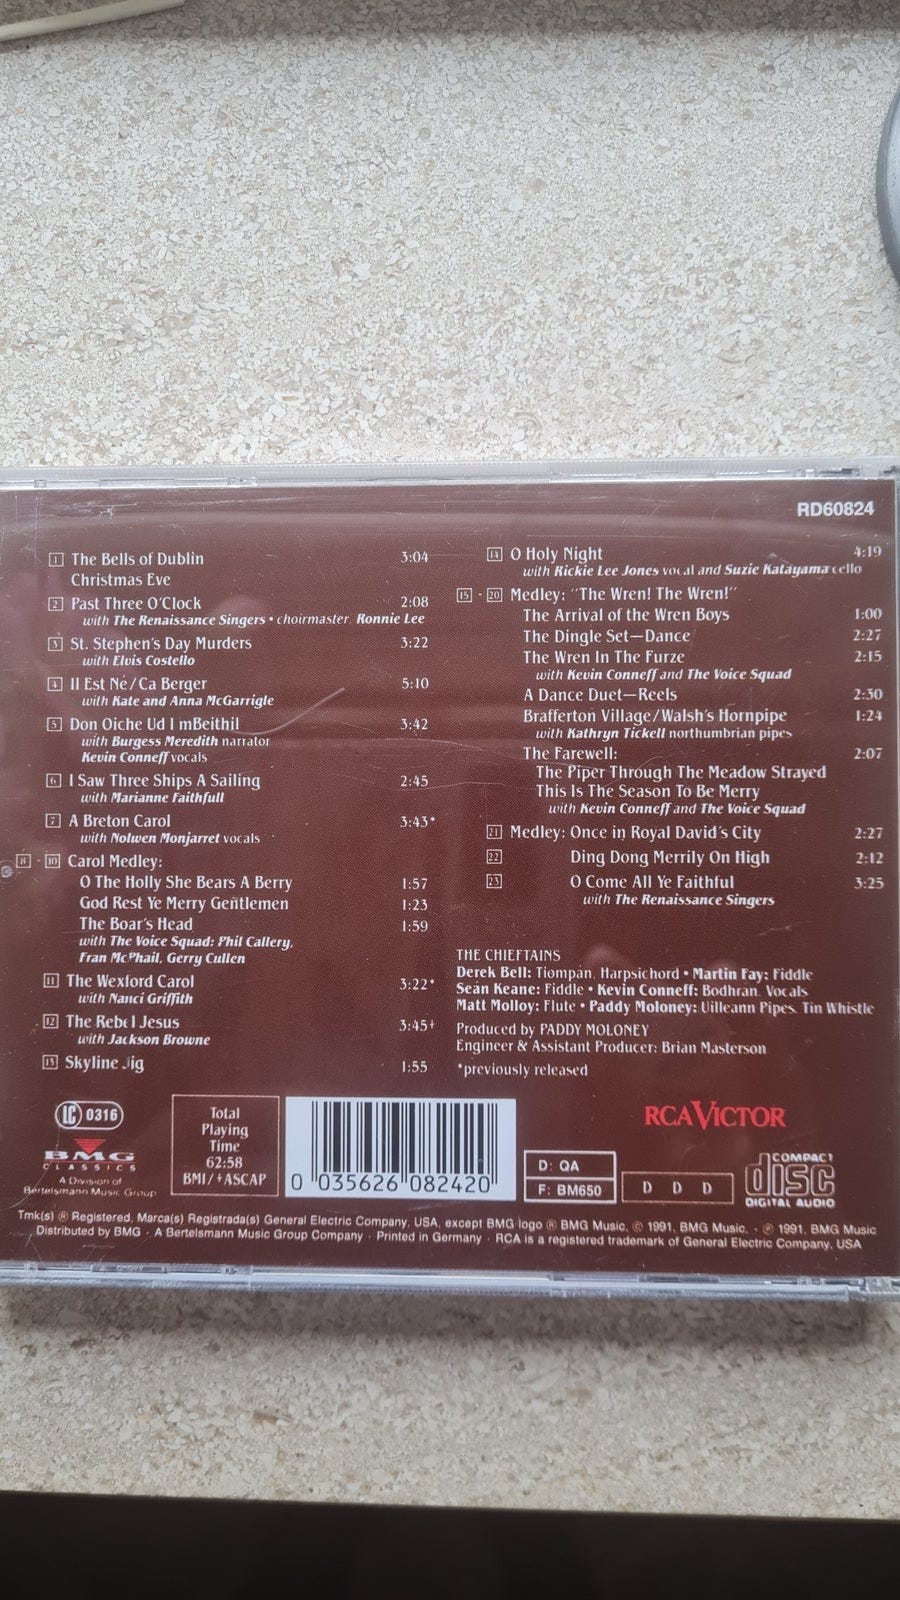 RD60824
1 The Bells of Dublin 3:04
Christmas Eve
2 Past Three O'Clock 2:08
with The Renaissance Singers • choirmaster, Ronnie Lee
3 St. Stephen's Day Murders 3:22
with Elvis Costello
4 Il Est Né/Ca Berger 5:10
with Kate and Anna McGarrigle
5 Don Oiche Ud I mBeithil 3:42
with Burgess Meredith narrator
Kevin Conneff vocals
6 I Saw Three Ships A Sailing 2:45
with Marianne Faithfull
7 A Breton Carol 3:43*
with Nolwen Monjarret vocals
8 - 10 Carol Medley:
O The Holly She Bears A Berry 1:57
God Rest Ye Merry Gentlemen 1:23
The Boar's Head 1:59
with The Voice Squad: Phil Callery,
Fran McPhail, Gerry Cullen
11 The Wexford Carol 3:22*
with Nanci Griffith
12 The Rebel Jesus 3:45†
with Jackson Browne
13 Skyline Jig 1:55
14 O Holy Night 4:19
with Rickie Lee Jones vocal and Suzie Katayama cello
15 - 20 Medley: "The Wren! The Wren!"
The Arrival of the Wren Boys 1:00
The Dingle Set—Dance 2:27
The Wren In The Furze 2:15
with Kevin Conneff and The Voice Squad
A Dance Duet—Reels 2:30
Brafferton Village/Walsh's Hornpipe 1:24
with Kathryn Tickell northumbrian pipes
The Farewell: 2:07
The Piper Through The Meadow Strayed
This Is The Season To Be Merry
with Kevin Conneff and The Voice Squad
21 Medley: Once in Royal David's City 2:27
22 Ding Dong Merrily On High 2:12
23 O Come All Ye Faithful 3:25
with The Renaissance Singers
THE CHIEFTAINS
Derek Bell: Tiompan, Harpsichord • Martin Fay: Fiddle
Seán Keane: Fiddle • Kevin Conneff: Bodhran, Vocals
Matt Molloy: Flute • Paddy Moloney: Uilleann Pipes, Tin Whistle
Produced by PADDY MOLONEY
Engineer & Assistant Producer: Brian Masterson
*previously released
LC 0316
BMG
CLASSICS
A Division of
Bertelsmann Music Group
Total
Playing
Time
62:58
BMI/†ASCAP
0 035626 082420
D: QA
F: BM650
RCA VICTOR
D D D
COMPACT
disc
DIGITAL AUDIO
Tmk(s) ® Registered, Marca(s) Registrada(s) General Electric Company, USA, except BMG logo ® BMG Music, © 1991, BMG Music, · ℗ 1991, BMG Music
Distributed by BMG · A Bertelsmann Music Group Company · Printed in Germany · RCA is a registered trademark of General Electric Company, USA